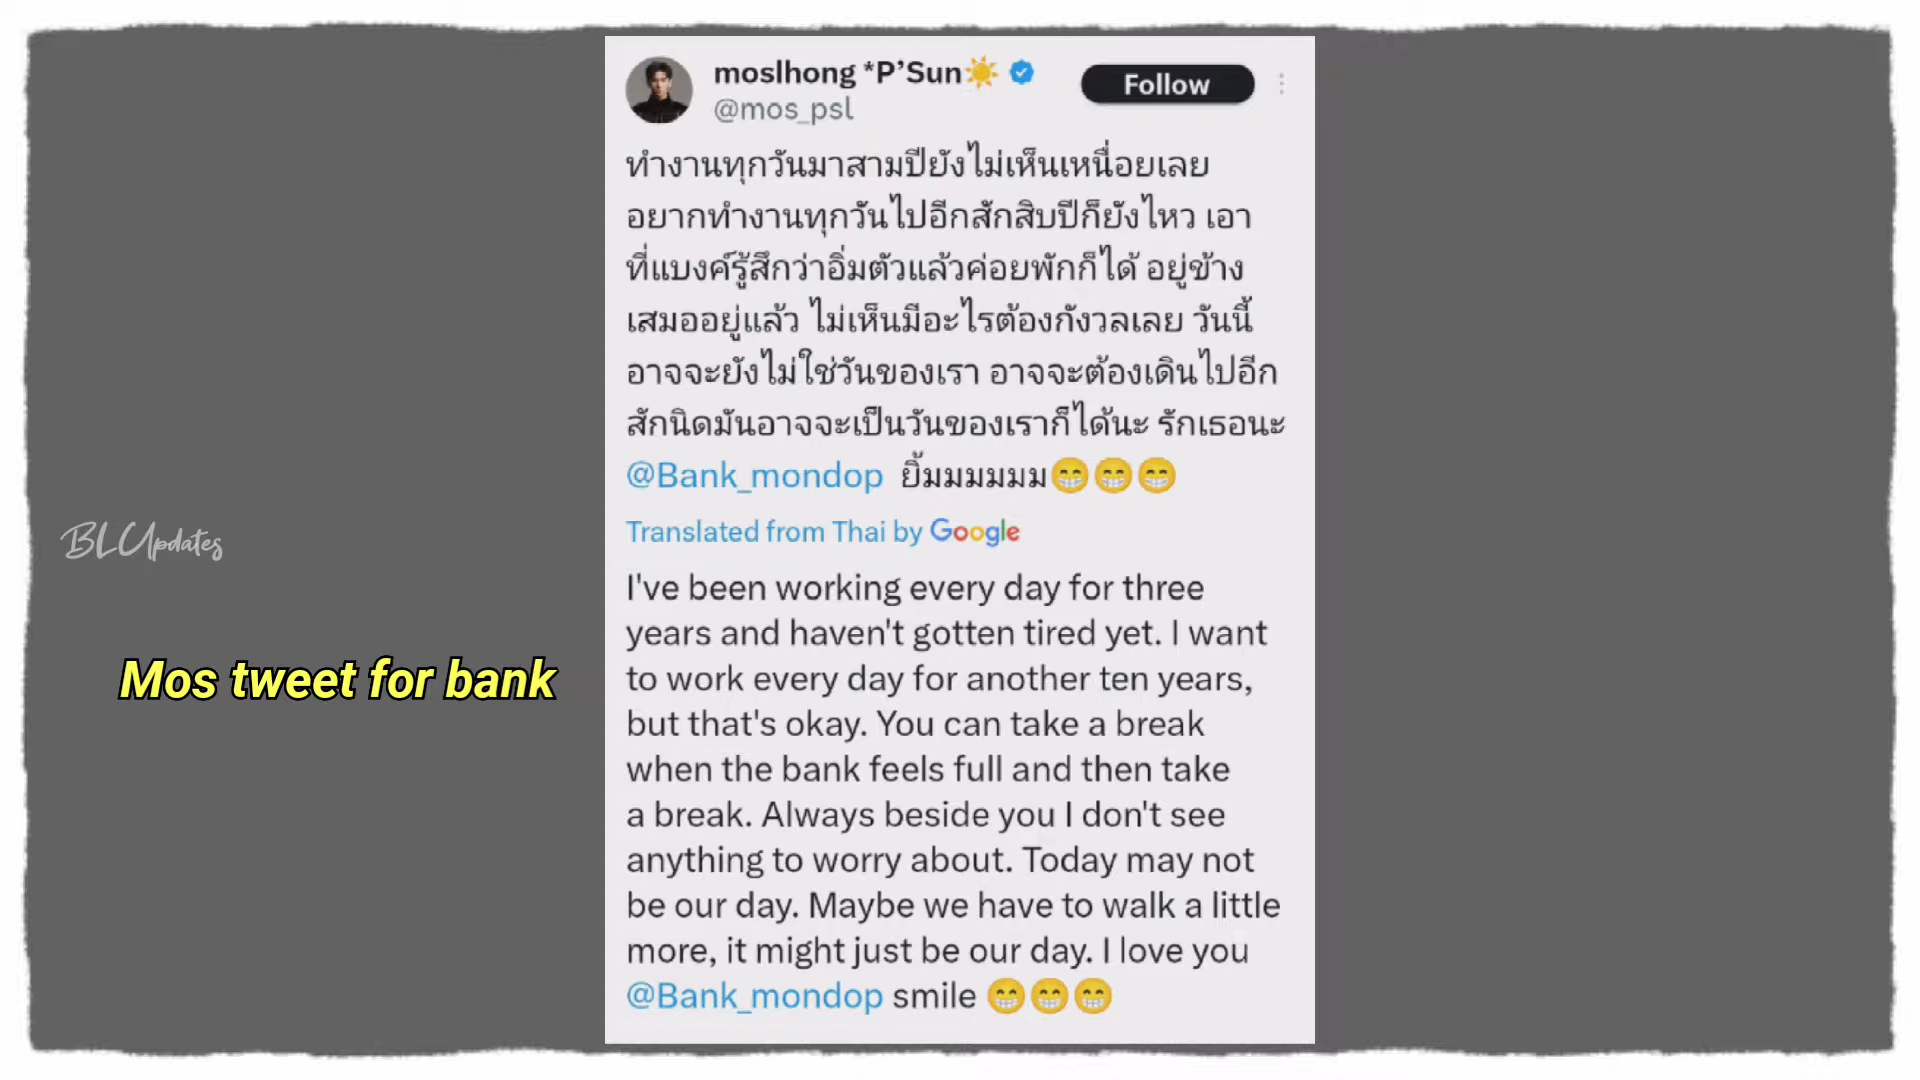 moslhong *P’Sun☀️
Follow
@mos_psl
ทำงานทุกวันมาสามปียังไม่เห็นเหนื่อยเลย
อยากทำงานทุกวันไปอีกสักสิบปีก็ยังไหว เอา
ที่แบงค์รู้สึกว่าอิ่มตัวแล้วค่อยพักก็ได้ อยู่ข้าง
เสมออยู่แล้ว ไม่เห็นมีอะไรต้องกังวลเลย วันนี้
อาจจะยังไม่ใช่วันของเรา อาจจะต้องเดินไปอีก
สักนิดมันอาจจะเป็นวันของเราก็ได้นะ รักเธอนะ
@Bank_mondop ยิ้มมมมมม😁😁😁
Translated from Thai by Google
I've been working every day for three
years and haven't gotten tired yet. I want
to work every day for another ten years,
but that's okay. You can take a break
when the bank feels full and then take
a break. Always beside you I don't see
anything to worry about. Today may not
be our day. Maybe we have to walk a little
more, it might just be our day. I love you
@Bank_mondop smile 😁😁😁
BLUpdates
Mos tweet for bank